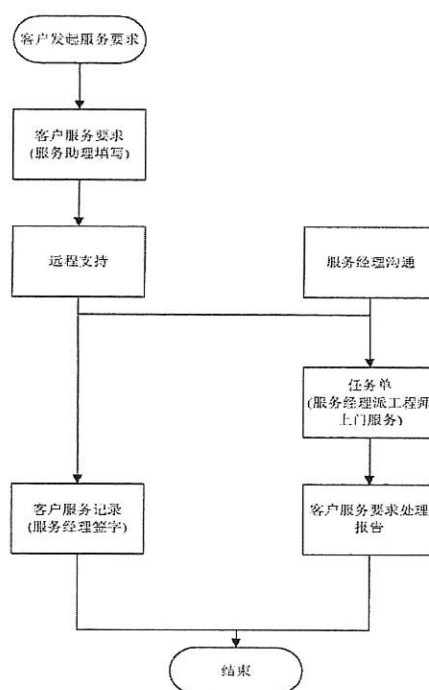 客户发起服务要求
客户服务要求
(服务助理填写)
远程支持
服务经理沟通
任务单
(服务经理派工程师
上门服务)
客户服务记录
(服务经理签字)
客户服务要求处理
报告
结束